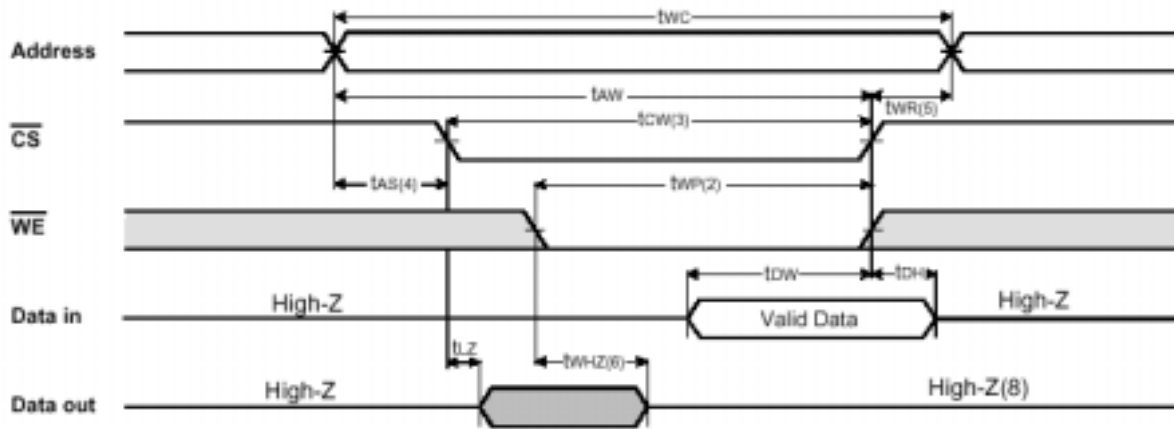 tWC
Address
tAW
tWR(5)
CS
tCW(3)
tAS(4)
tWP(2)
WE
tDW
tDH
Data in
High-Z
Valid Data
High-Z
tLZ
tWHZ(6)
Data out
High-Z
High-Z(8)